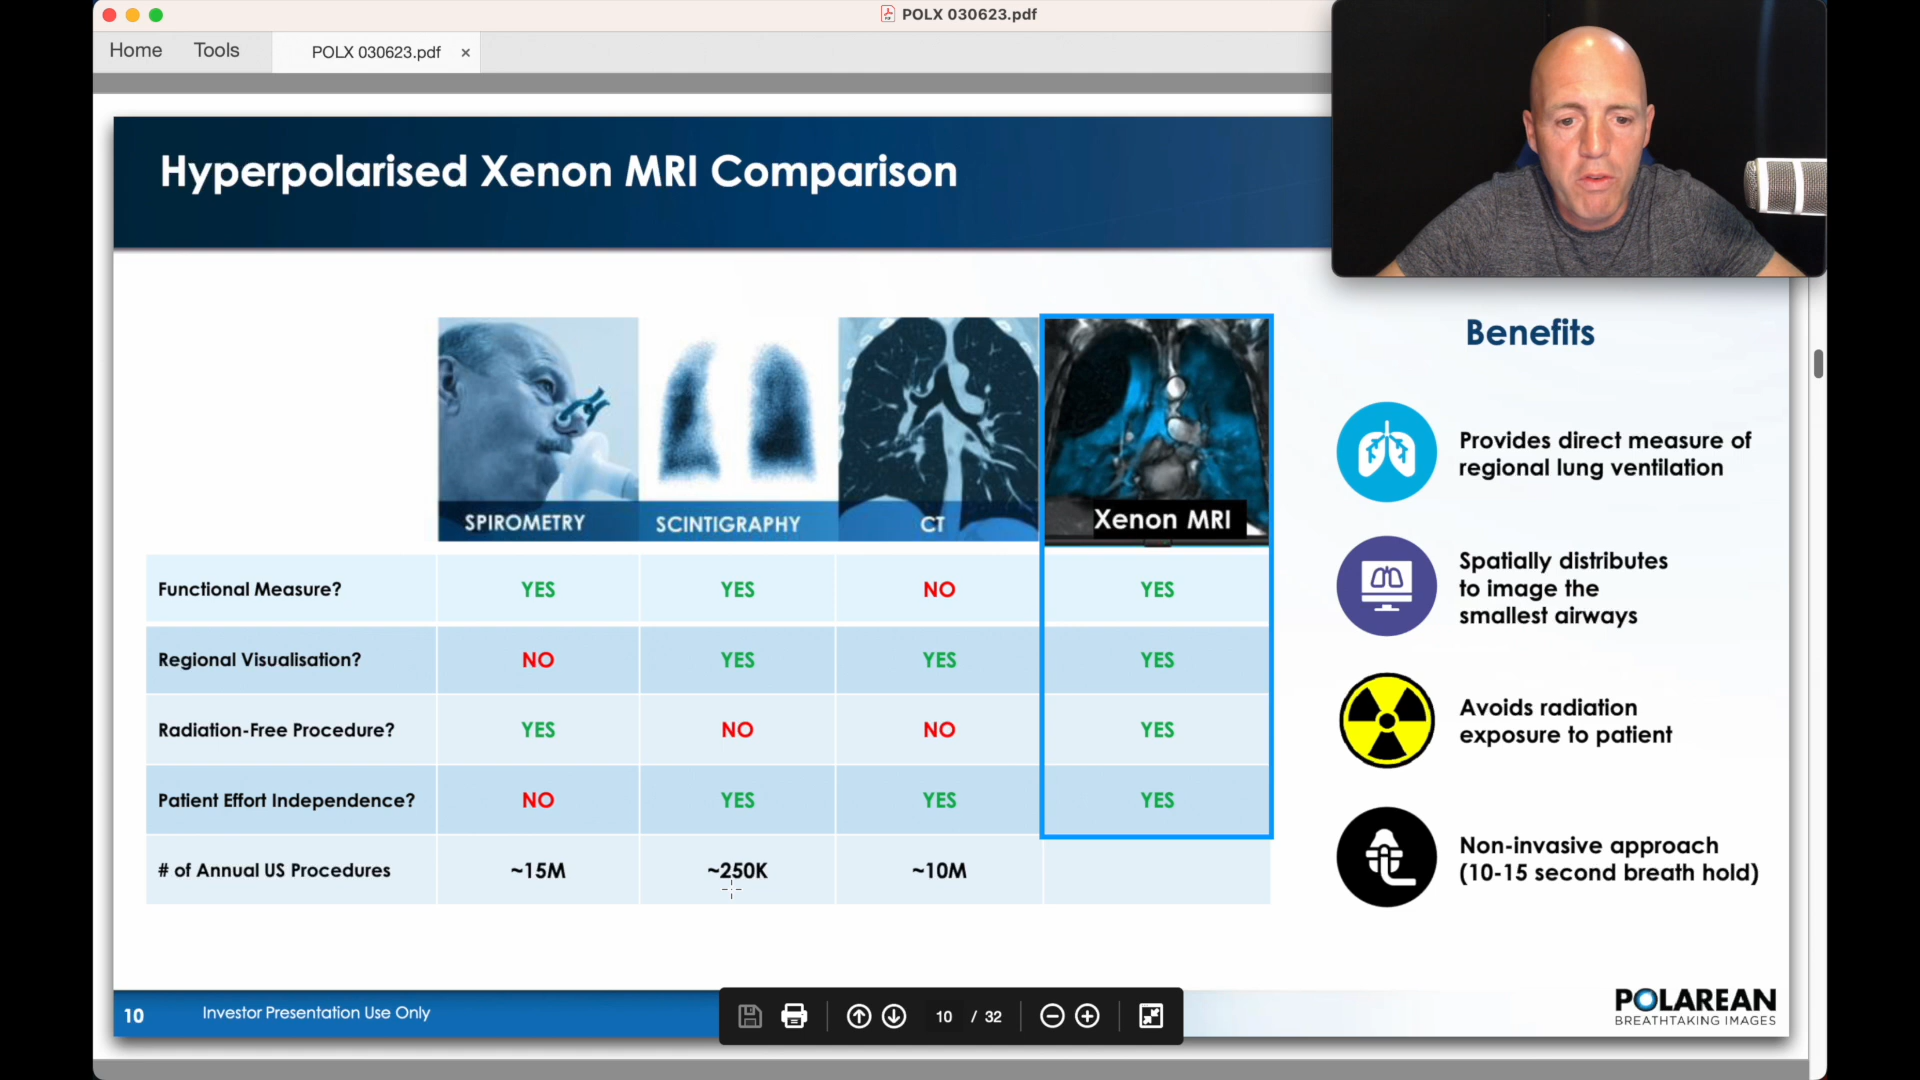 POLX 030623.pdf
Home Tools POLX 030623.pdf ×
Hyperpolarised Xenon MRI Comparison
SPIROMETRY SCINTIGRAPHY CT Xenon MRI
Functional Measure? YES YES NO YES
Regional Visualisation? NO YES YES YES
Radiation-Free Procedure? YES NO NO YES
Patient Effort Independence? NO YES YES YES
# of Annual US Procedures ~15M ~250K ~10M
Benefits
Provides direct measure of
regional lung ventilation
Spatially distributes
to image the
smallest airways
Avoids radiation
exposure to patient
Non-invasive approach
(10-15 second breath hold)
10 Investor Presentation Use Only
10 / 32
POLAREAN
BREATHTAKING IMAGES